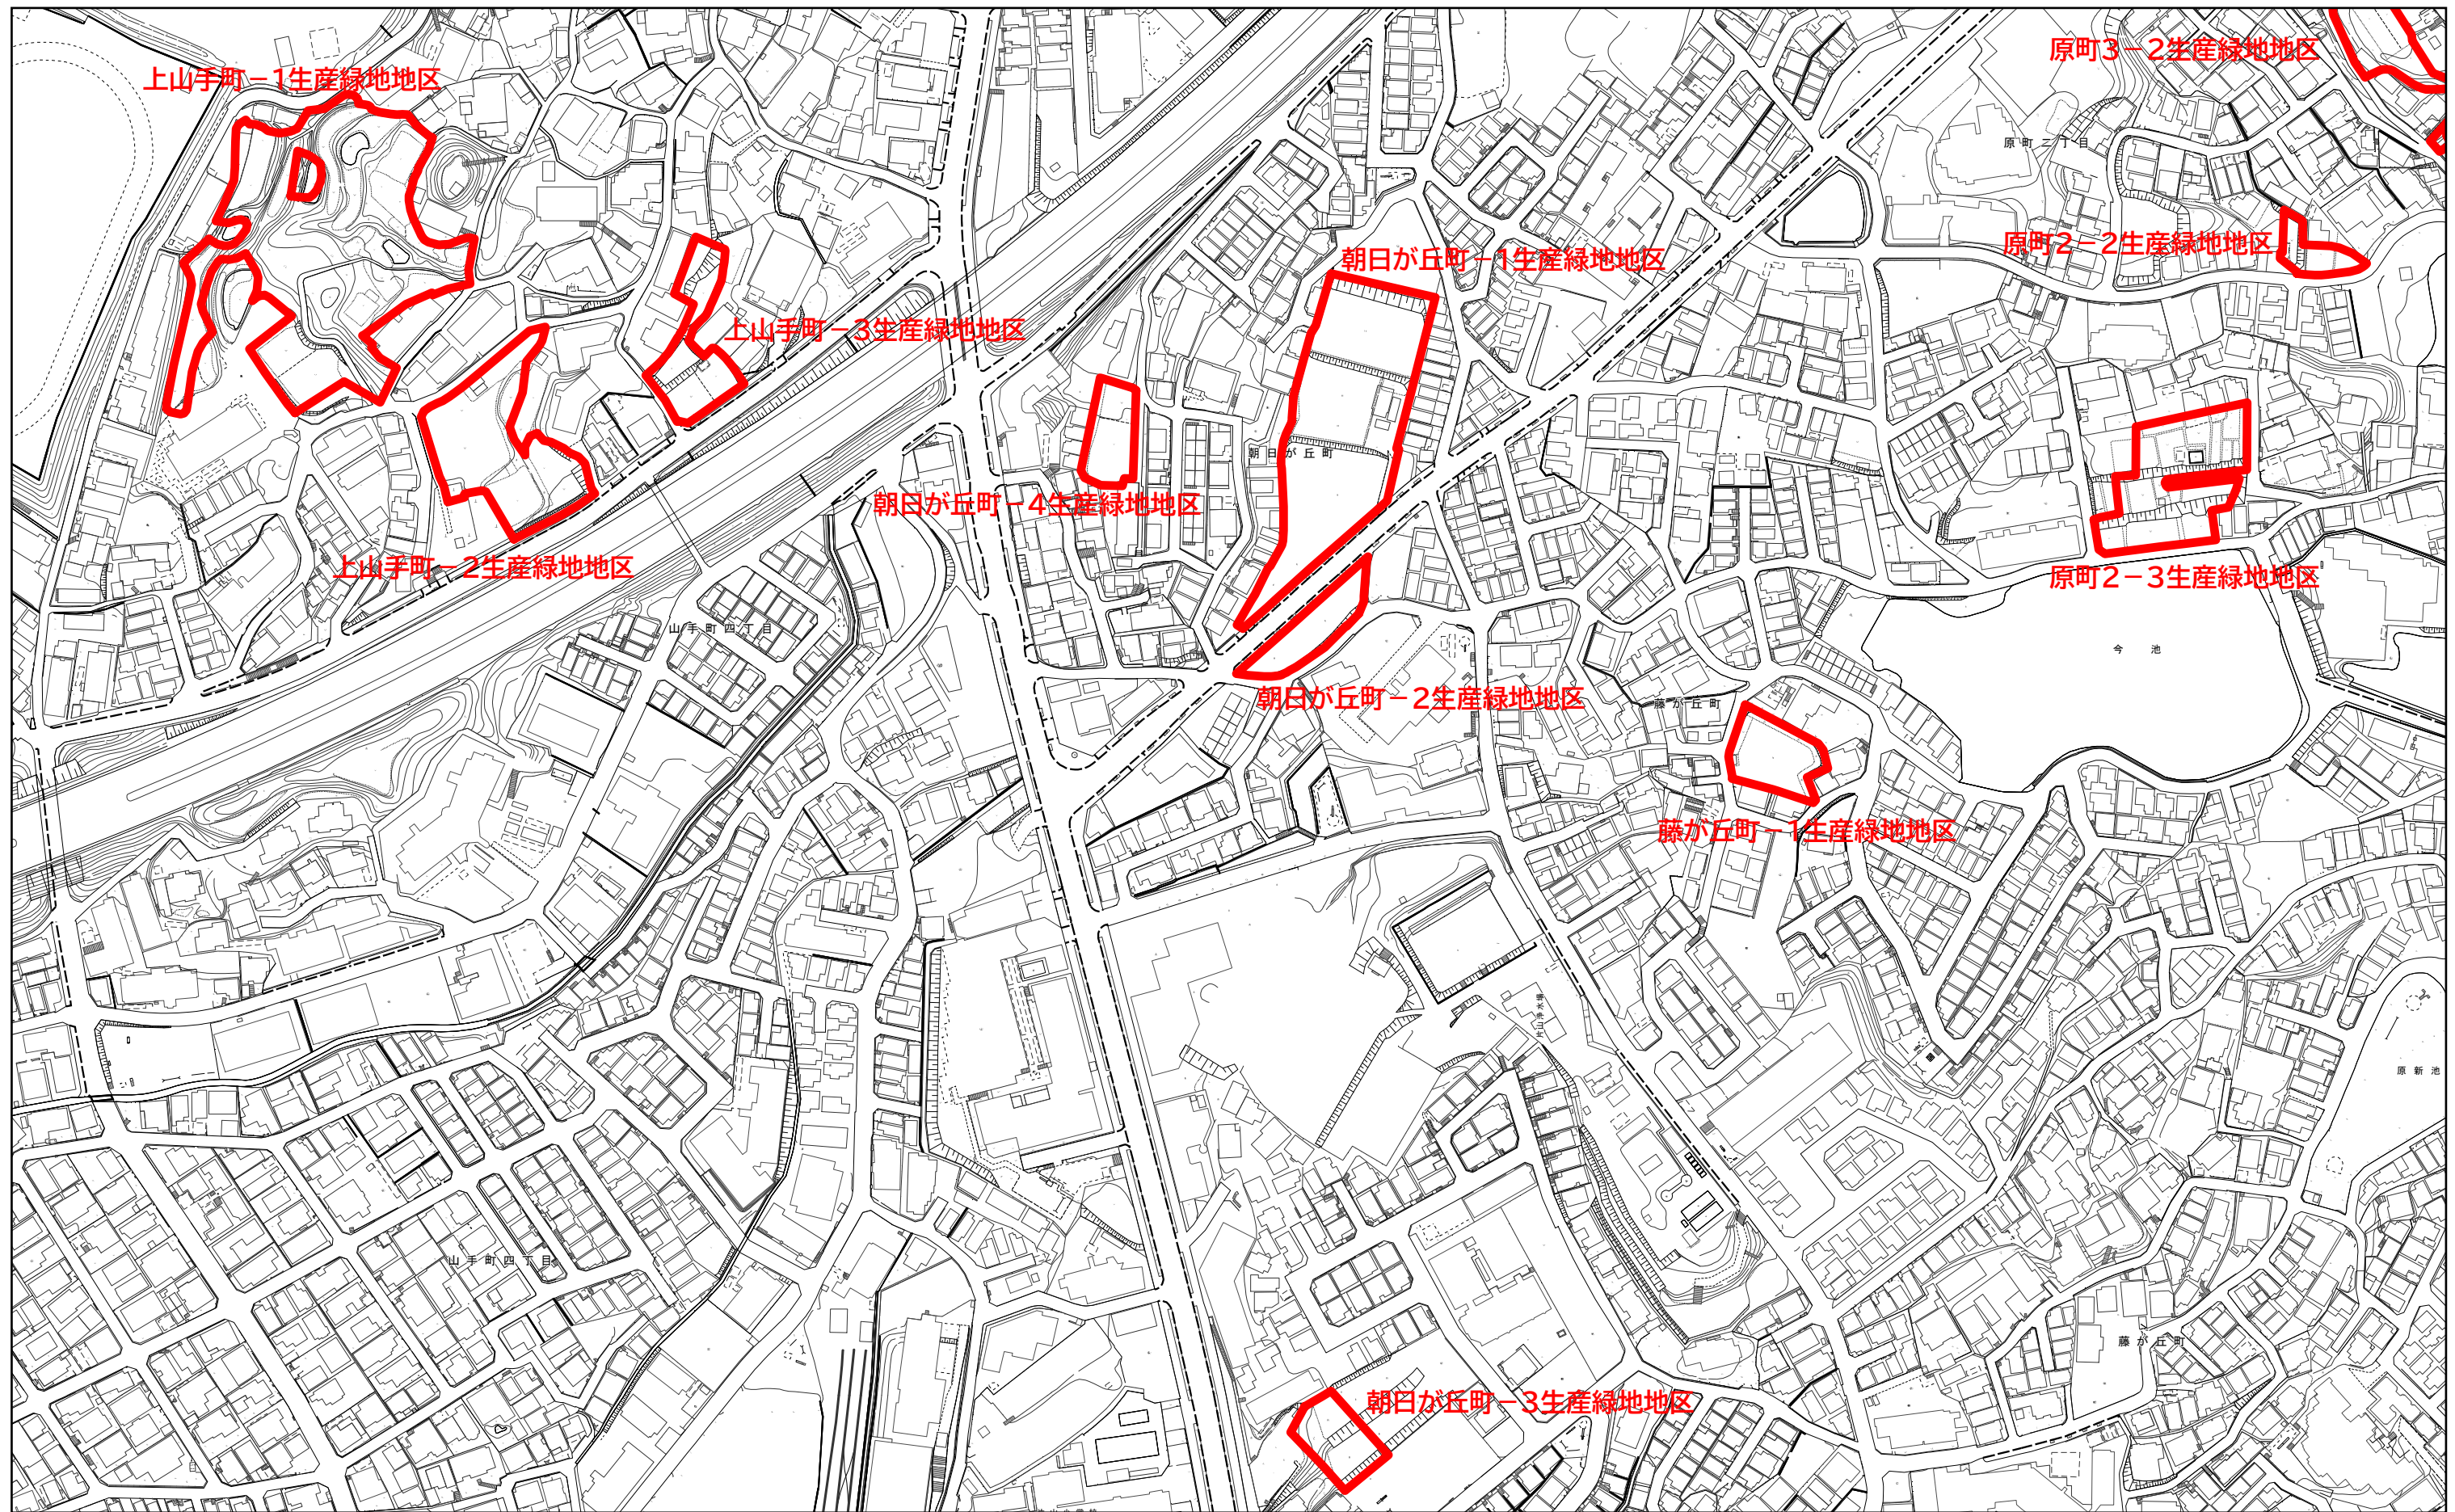 原町3－2生産緑地地区
上山手町－1生産緑地地区
原町二丁目
原町2－2生産緑地地区
朝日が丘町－1生産緑地地区
上山手町－3生産緑地地区
朝日が丘町
朝日が丘町－4生産緑地地区
上山手町－2生産緑地地区
原町2－3生産緑地地区
山手町四丁目
今池
朝日が丘町－2生産緑地地区
藤が丘町
藤が丘町－1生産緑地地区
片山浄水場
原新池
山手町四丁目
藤が丘町
朝日が丘町－3生産緑地地区